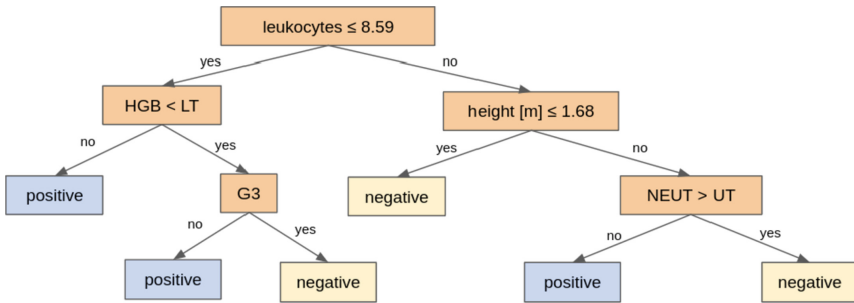 leukocytes ≤ 8.59
yes
no
HGB < LT
height [m] ≤ 1.68
no
yes
yes
no
positive
G3
negative
NEUT > UT
no
yes
no
yes
positive
negative
positive
negative